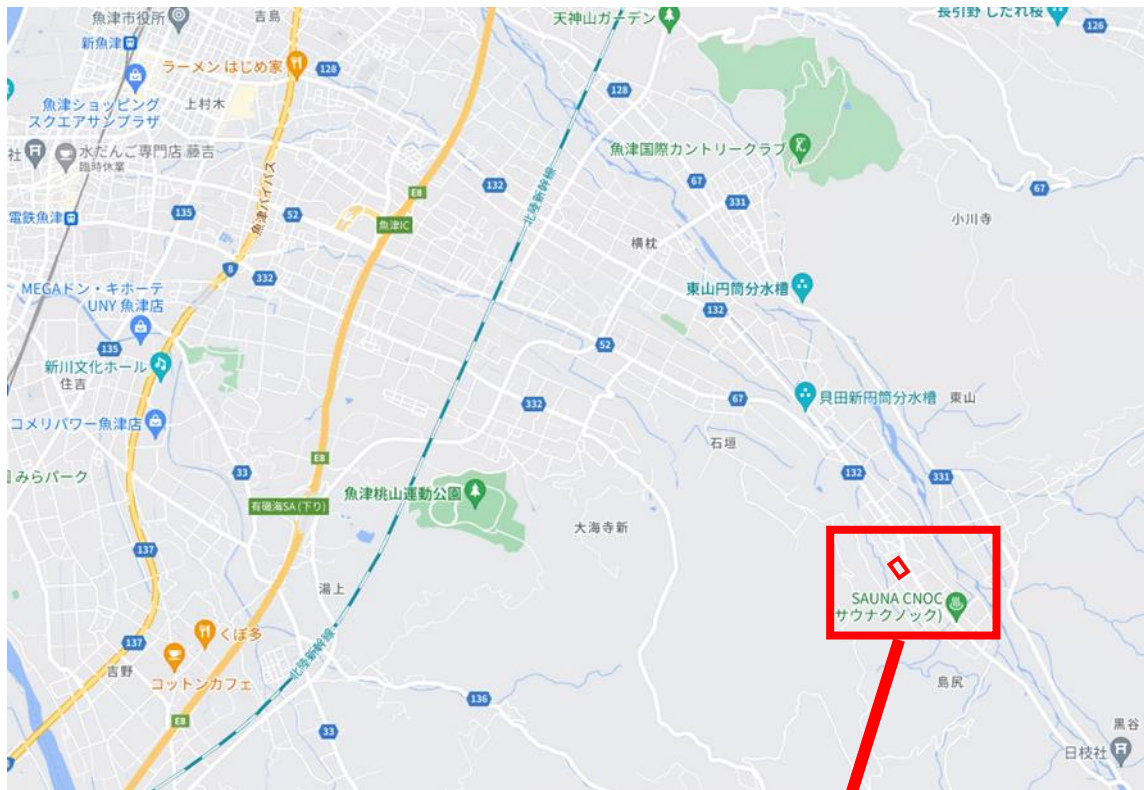 魚津市役所
吉島
天神山ガーデン
長引野 しだれ桜
126
新魚津
ラーメン はじめ家
128
128
魚津ショッピング
スクエアサンプラザ
上村木
魚津国際カントリークラブ
社
水だんご専門店 藤吉
臨時休業
132
67
67
331
電鉄魚津
135
52
魚津バイパス
E8
魚津IC
北陸新幹線
小川寺
横枕
8
332
MEGAドン・キホーテ
UNY 魚津店
東山円筒分水槽
132
135
52
新川文化ホール
住吉
332
67
貝田新円筒分水槽
東山
コメリパワー魚津店
石垣
みらパーク
33
E8
132
331
魚津桃山運動公園
有磯海SA (下り)
大海寺新
137
湯上
SAUNA CNOC
サウナクノック)
くぼ多
137
吉野
コットンカフェ
北陸新幹線
136
島尻
E8
33
黒谷
日枝社